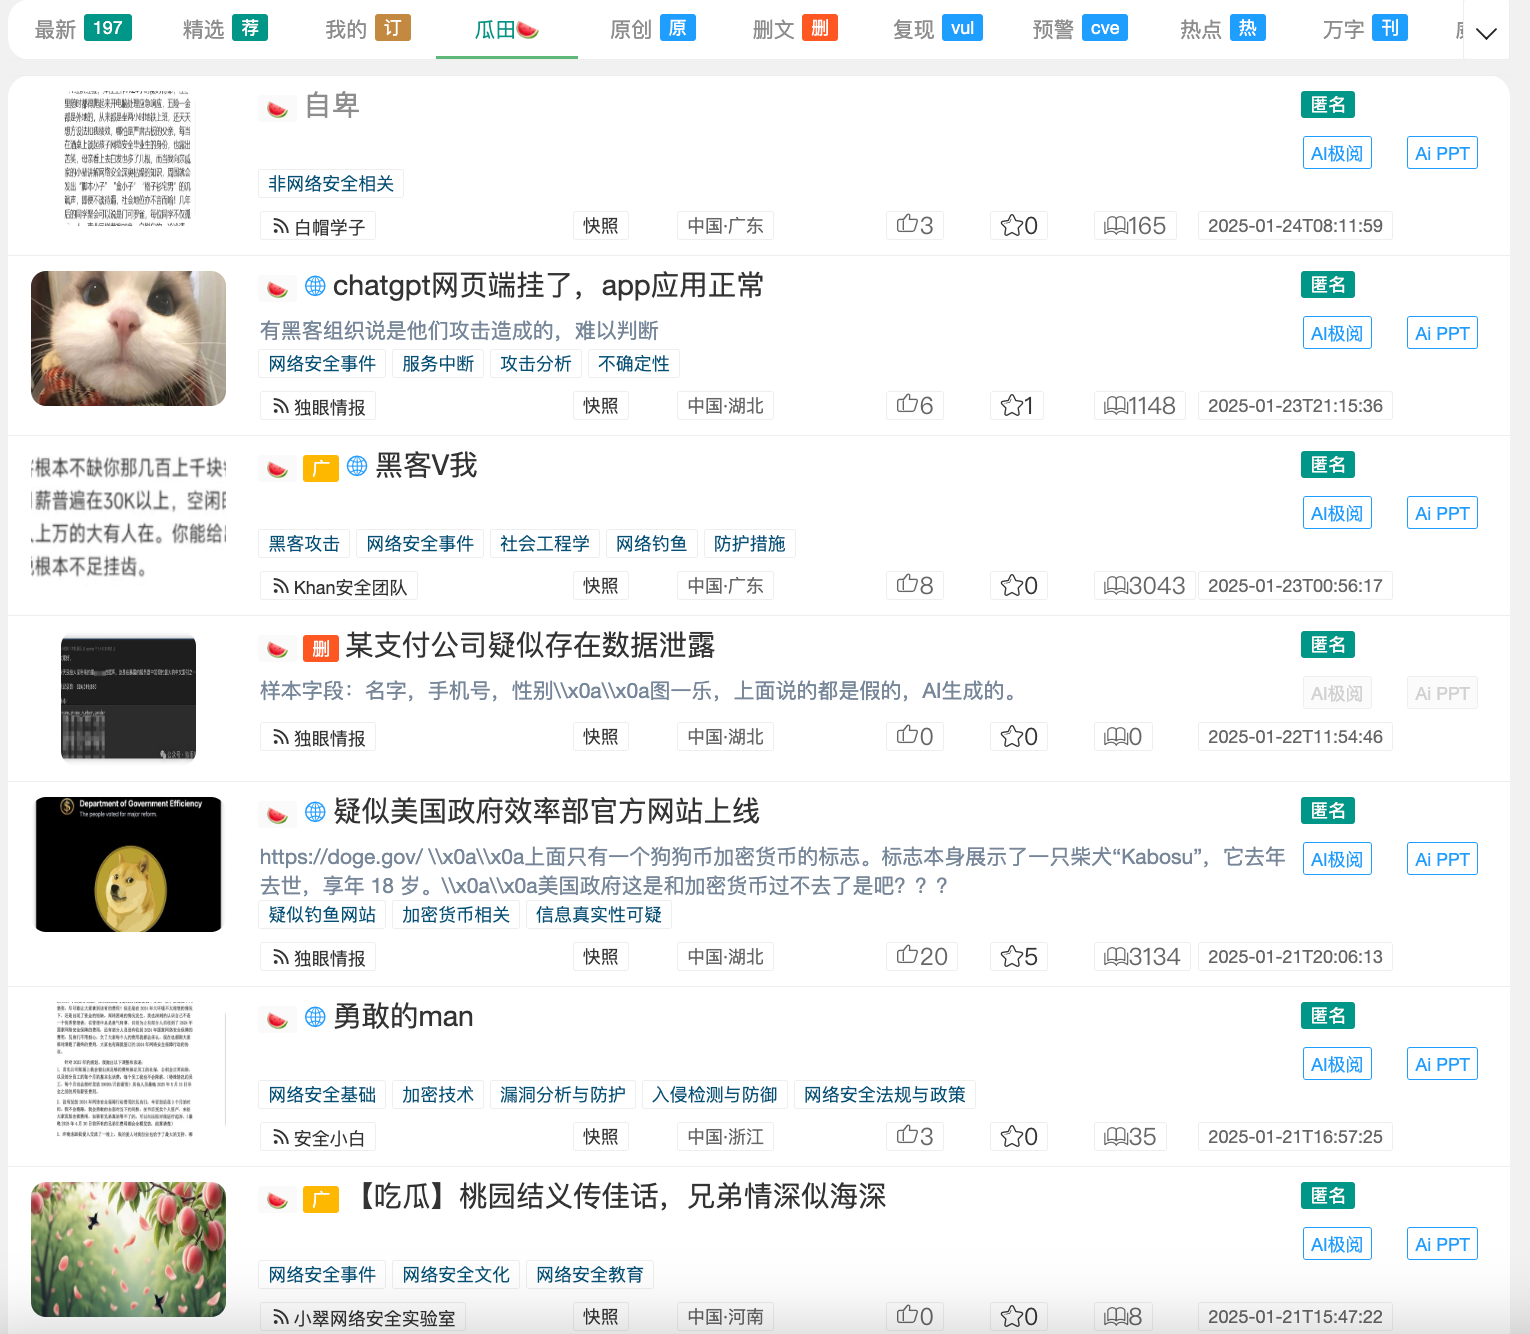 最新 197 精选 荐 我的 订 瓜田 原创 原 删文 删 复现 vul 预警 cve 热点 热 万字 刊
自卑 匿名
AI极阅 Ai PPT
非网络安全相关
白帽学子 快照 中国·广东 3 0 165 2025-01-24T08:11:59
chatgpt网页端挂了，app应用正常 匿名
有黑客组织说是他们攻击造成的，难以判断 AI极阅 Ai PPT
网络安全事件 服务中断 攻击分析 不确定性
独眼情报 快照 中国·湖北 6 1 1148 2025-01-23T21:15:36
广 黑客V我 匿名
根本不缺你那几百上千块
薪普遍在30K以上，空闲
上万的大有人在。你能给
根本不足挂齿。
AI极阅 Ai PPT
黑客攻击 网络安全事件 社会工程学 网络钓鱼 防护措施
Khan安全团队 快照 中国·广东 8 0 3043 2025-01-23T00:56:17
删 某支付公司疑似存在数据泄露 匿名
样本字段：名字，手机号，性别\\x0a\\x0a图一乐，上面说的都是假的，AI生成的。 AI极阅 Ai PPT
独眼情报 快照 中国·湖北 0 0 0 2025-01-22T11:54:46
Department of Government Efficiency
The people voted for major reform.
疑似美国政府效率部官方网站上线 匿名
https://doge.gov/ \\x0a\\x0a上面只有一个狗狗币加密货币的标志。标志本身展示了一只柴犬“Kabosu”，它去年 AI极阅 Ai PPT
去世，享年 18 岁。\\x0a\\x0a美国政府这是和加密货币过不去了是吧？？？
疑似钓鱼网站 加密货币相关 信息真实性可疑
独眼情报 快照 中国·湖北 20 5 3134 2025-01-21T20:06:13
勇敢的man 匿名
AI极阅 Ai PPT
网络安全基础 加密技术 漏洞分析与防护 入侵检测与防御 网络安全法规与政策
安全小白 快照 中国·浙江 3 0 35 2025-01-21T16:57:25
广 【吃瓜】桃园结义传佳话，兄弟情深似海深 匿名
AI极阅 Ai PPT
网络安全事件 网络安全文化 网络安全教育
小翠网络安全实验室 快照 中国·河南 0 0 8 2025-01-21T15:47:22